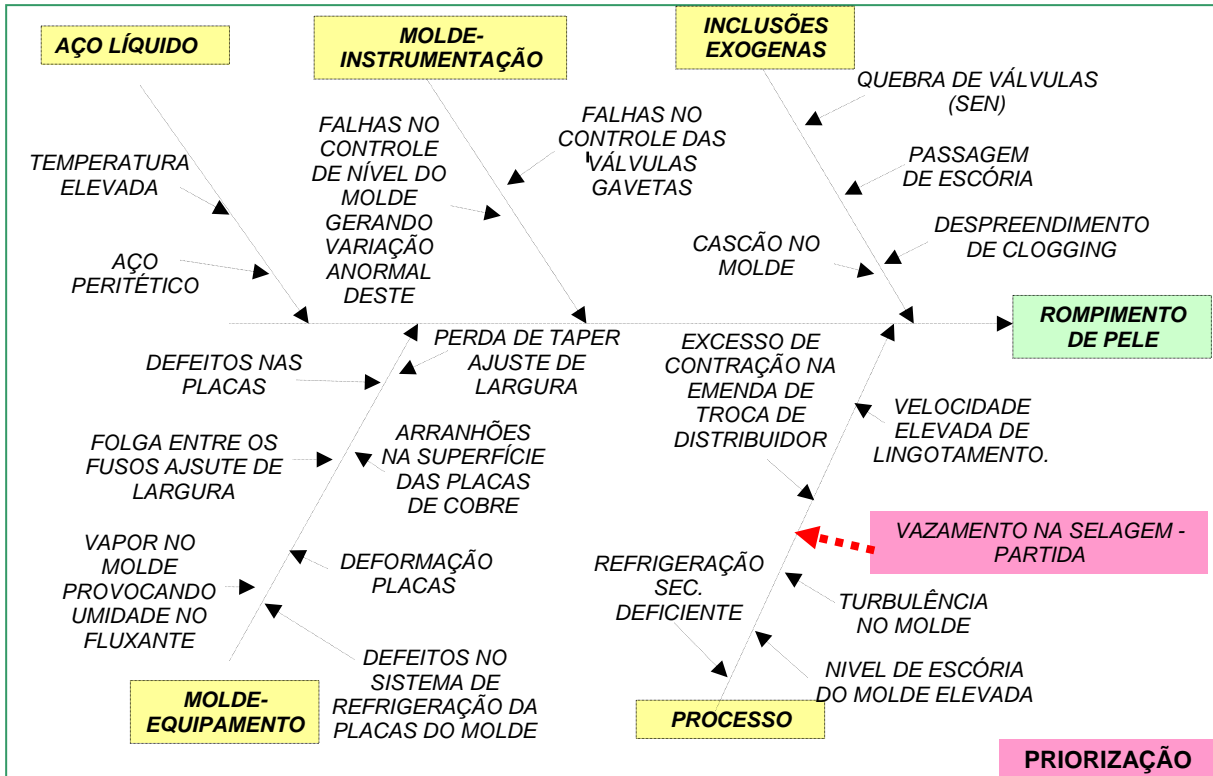 AÇO LÍQUIDO
MOLDE-
INSTRUMENTAÇÃO
INCLUSÕES
EXOGENAS
TEMPERATURA
ELEVADA
AÇO
PERITÉTICO
FALHAS NO
CONTROLE
DE NÍVEL DO
MOLDE
GERANDO
VARIAÇÃO
ANORMAL
DESTE
FALHAS NO
CONTROLE DAS
VÁLVULAS
GAVETAS
QUEBRA DE VÁLVULAS
(SEN)
PASSAGEM
DE ESCÓRIA
CASCÃO NO
MOLDE
DESPREENDIMENTO
DE CLOGGING
ROMPIMENTO
DE PELE
DEFEITOS NAS
PLACAS
PERDA DE TAPER
AJUSTE DE
LARGURA
FOLGA ENTRE OS
FUSOS AJSUTE DE
LARGURA
ARRANHÕES
NA SUPERFÍCIE
DAS PLACAS
DE COBRE
VAPOR NO
MOLDE
PROVOCANDO
UMIDADE NO
FLUXANTE
DEFORMAÇÃO
PLACAS
DEFEITOS NO
SISTEMA DE
REFRIGERAÇÃO DA
PLACAS DO MOLDE
MOLDE-
EQUIPAMENTO
EXCESSO DE
CONTRAÇÃO NA
EMENDA DE
TROCA DE
DISTRIBUIDOR
VELOCIDADE
ELEVADA DE
LINGOTAMENTO.
VAZAMENTO NA SELAGEM -
PARTIDA
REFRIGERAÇÃO
SEC.
DEFICIENTE
TURBULÊNCIA
NO MOLDE
NIVEL DE ESCÓRIA
DO MOLDE ELEVADA
PROCESSO
PRIORIZAÇÃO